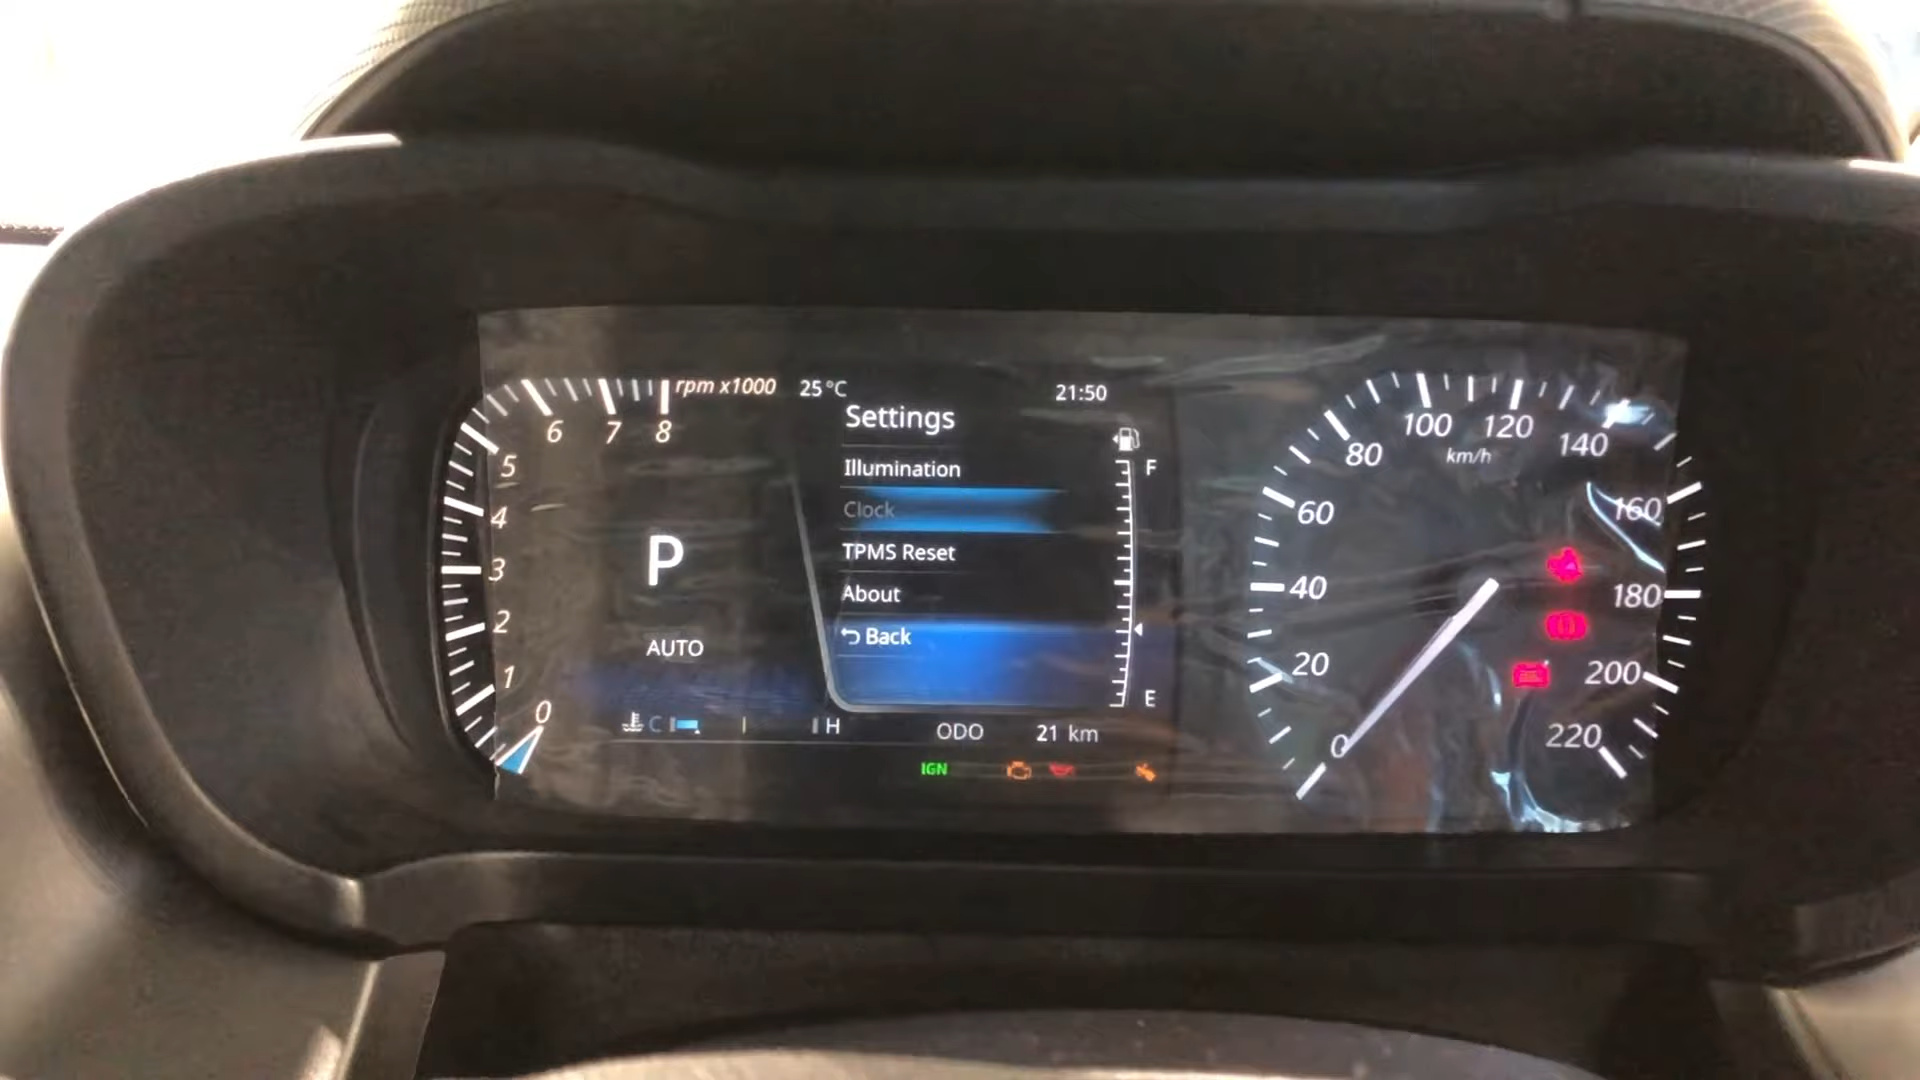 rpm x1000
25 °C
21:50
Settings
Illumination
Clock
TPMS Reset
About
Back
F
E
8
7
6
5
4
3
2
1
0
P
AUTO
C
H
ODO 21 km
IGN
0
20
40
60
80
100
120
140
160
180
200
220
km/h